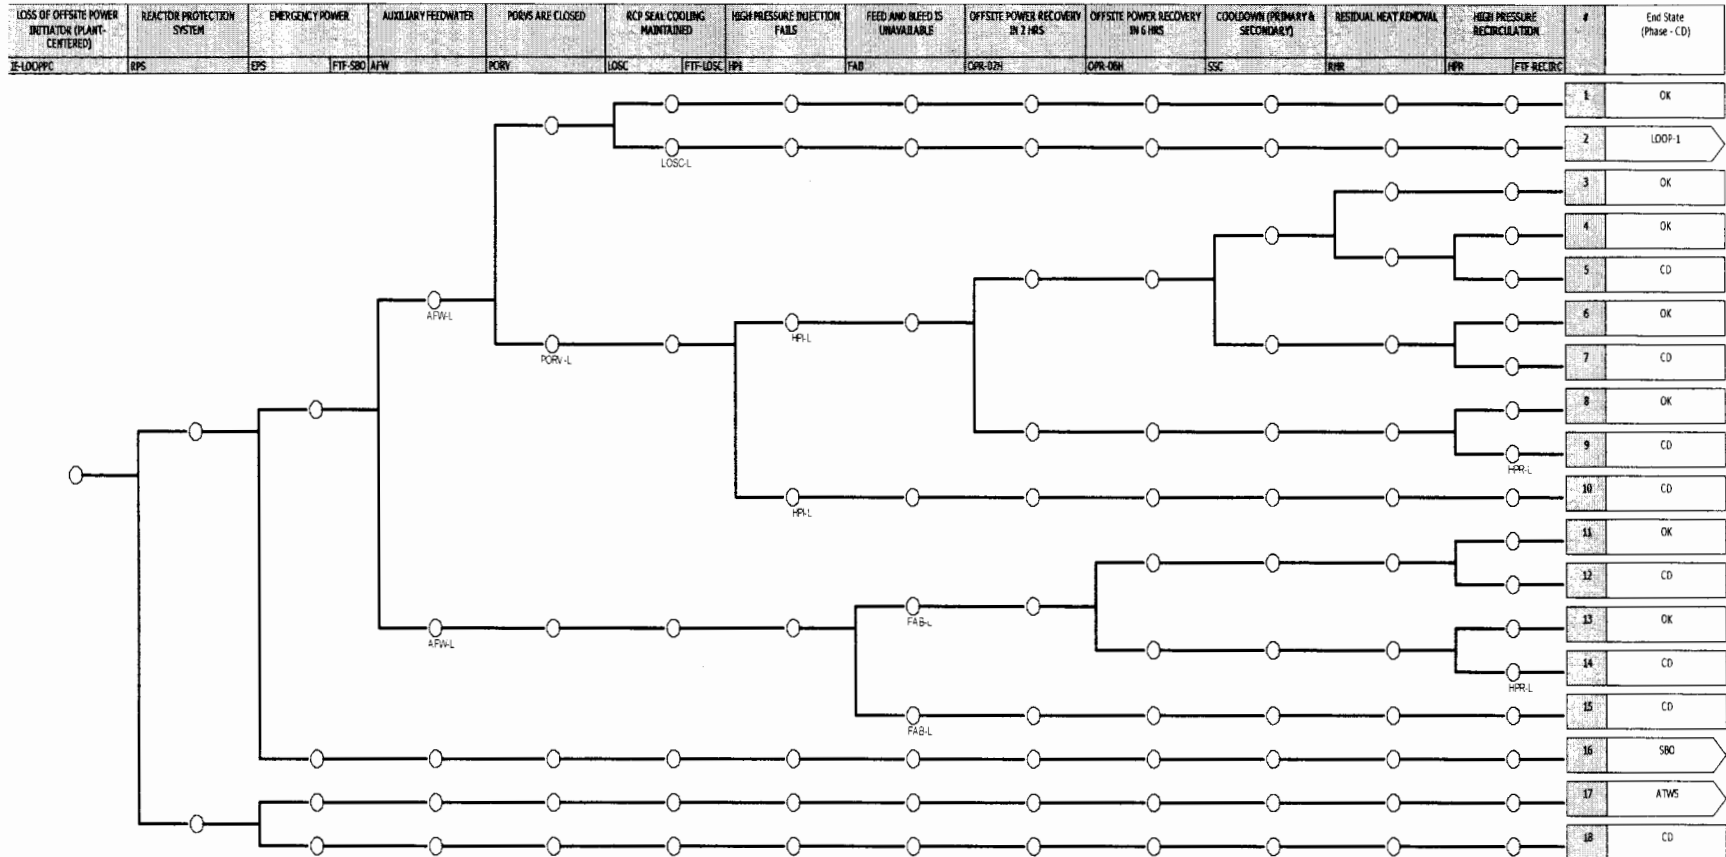 LOSS OF OFFSITE POWER
INITIATOR (PLANT-
CENTERED)
REACTOR PROTECTION
SYSTEM
EMERGENCY POWER
AUXILIARY FEEDWATER
PORVS ARE CLOSED
RCP SEAL COOLING
MAINTAINED
HIGH PRESSURE INJECTION
FAILS
FEED AND BLEED IS
UNAVAILABLE
OFFSITE POWER RECOVERY
IN 2 HRS
OFFSITE POWER RECOVERY
IN 6 HRS
COOLDOWN (PRIMARY &
SECONDARY)
RESIDUAL HEAT REMOVAL
HIGH PRESSURE
RECIRCULATION
#
End State
(Phase - CD)
IE-LOOPPC
RPS
EPS
FTF-SBO
AFW
PORV
LOSC
FTF-LOSC
HPI
FAB
OPR-02H
OPR-06H
SSC
RHR
HPR
FTF-RECIRC
1
OK
2
LOOP-1
LOSC-L
3
OK
4
OK
5
CD
AFW-L
6
OK
HPI-L
PORV-L
7
CD
8
OK
9
CD
HPR-L
10
CD
HPI-L
11
OK
12
CD
FAB-L
13
OK
AFW-L
14
CD
HPR-L
15
CD
FAB-L
16
SBO
17
ATWS
18
CD